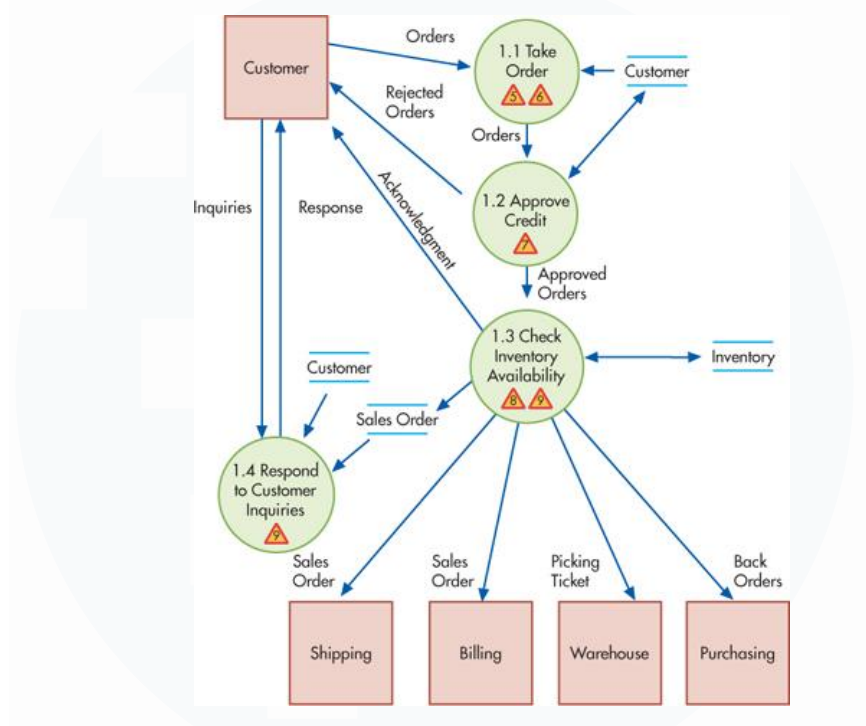 Customer
Orders
1.1 Take
Order
5 6
Customer
Rejected
Orders
Orders
Acknowledgment
1.2 Approve
Credit
7
Inquiries
Response
Approved
Orders
1.3 Check
Inventory
Availability
8 9
Inventory
Customer
Sales Order
1.4 Respond
to Customer
Inquiries
9
Sales
Order
Sales
Order
Picking
Ticket
Back
Orders
Shipping
Billing
Warehouse
Purchasing